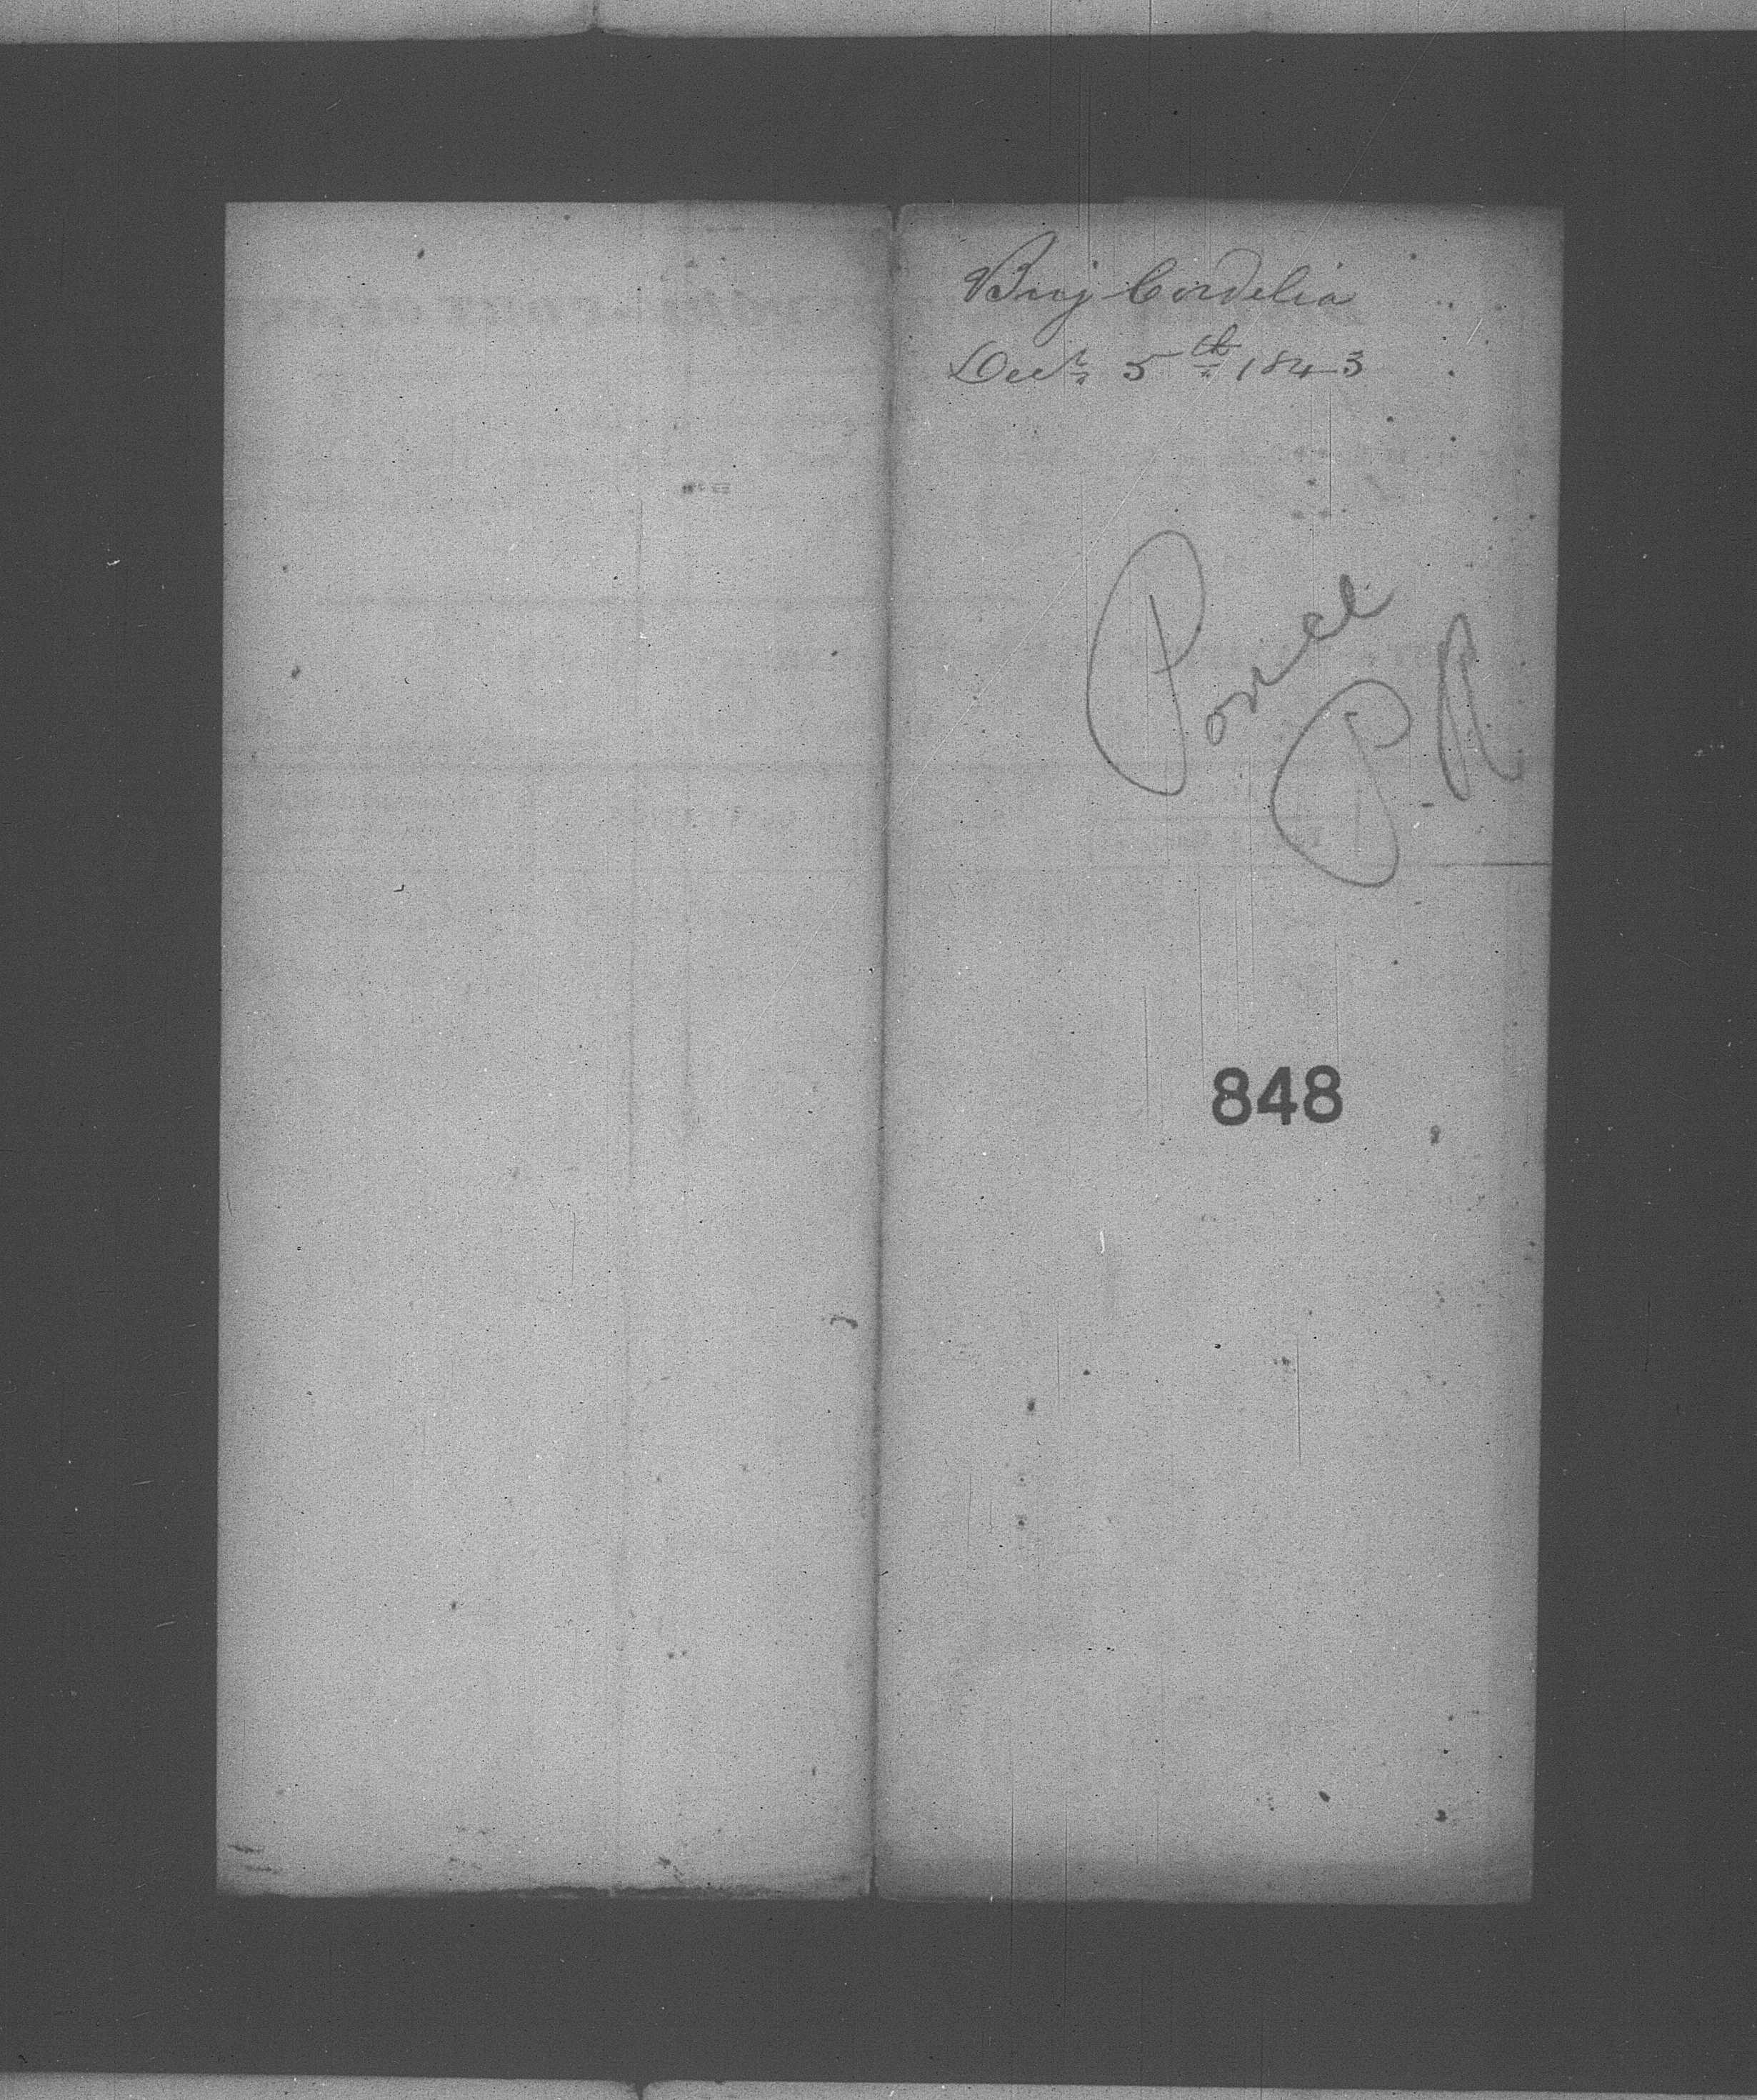 Brig Cordelia
Decr 5th 1843
Ponce
P R
848